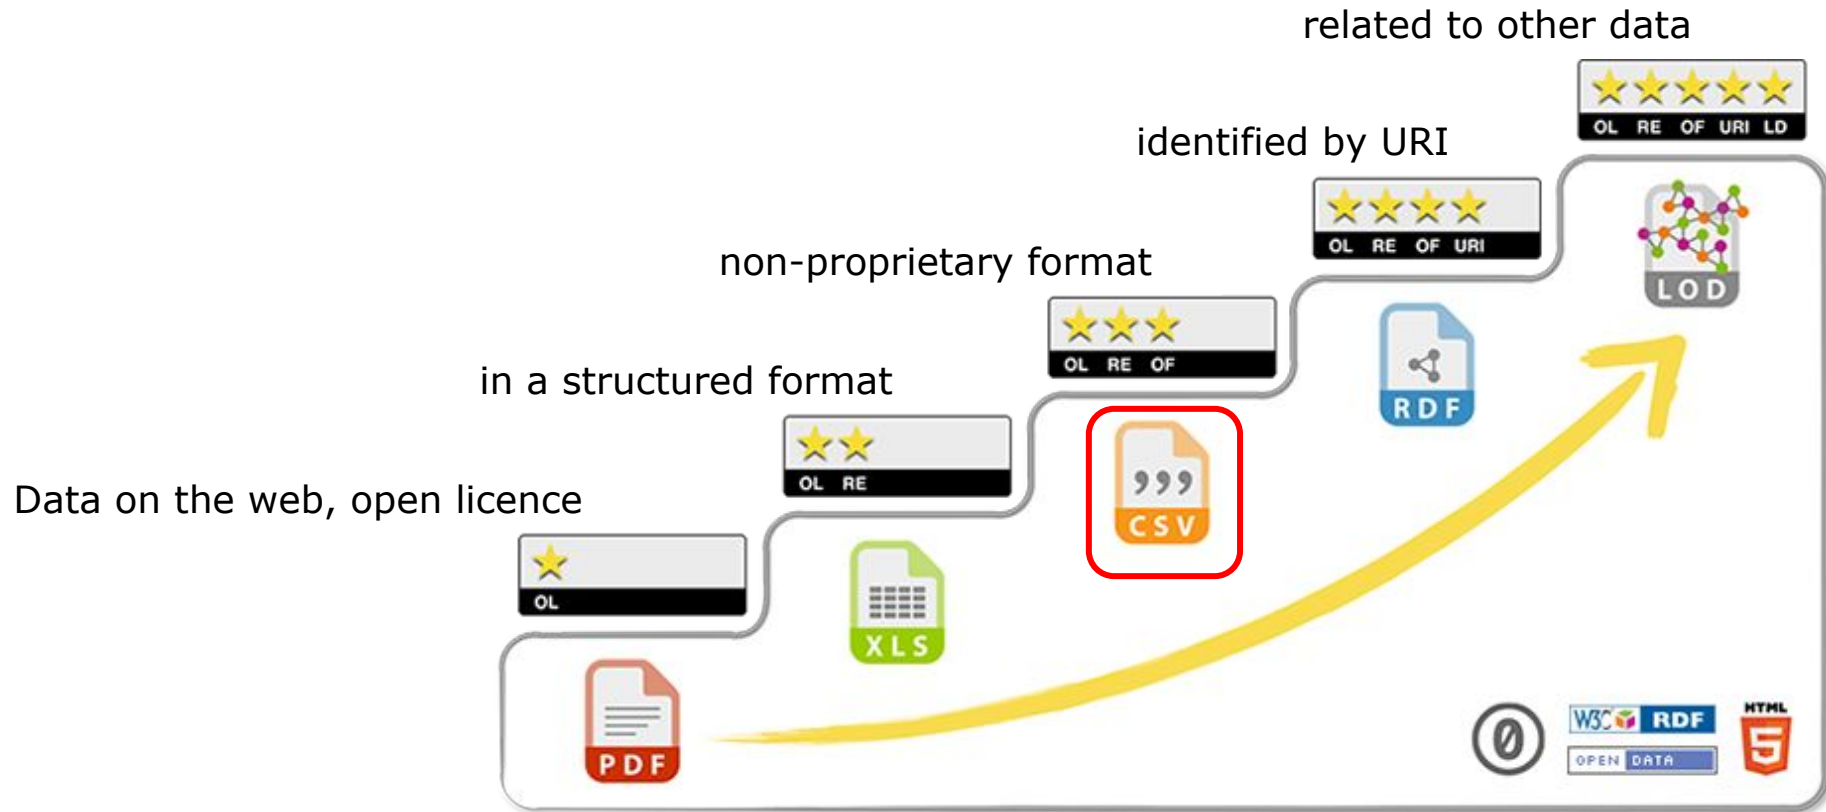 related to other data
OL RE OF URI LD
identified by URI
OL RE OF URI
LOD
non-proprietary format
OL RE OF
RDF
in a structured format
OL RE
,,,
CSV
Data on the web, open licence
OL
XLS
PDF
0
W3C RDF
OPEN DATA
HTML
5